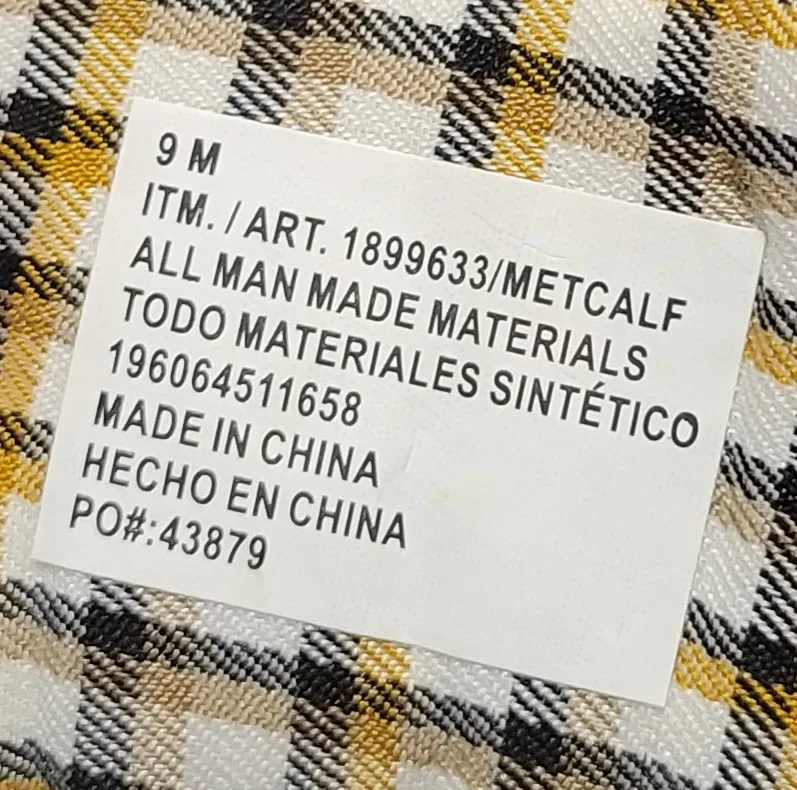 9 M
ITM. / ART. 1899633/METCALF
ALL MAN MADE MATERIALS
TODO MATERIALES SINTÉTICO
196064511658
MADE IN CHINA
HECHO EN CHINA
PO#:43879